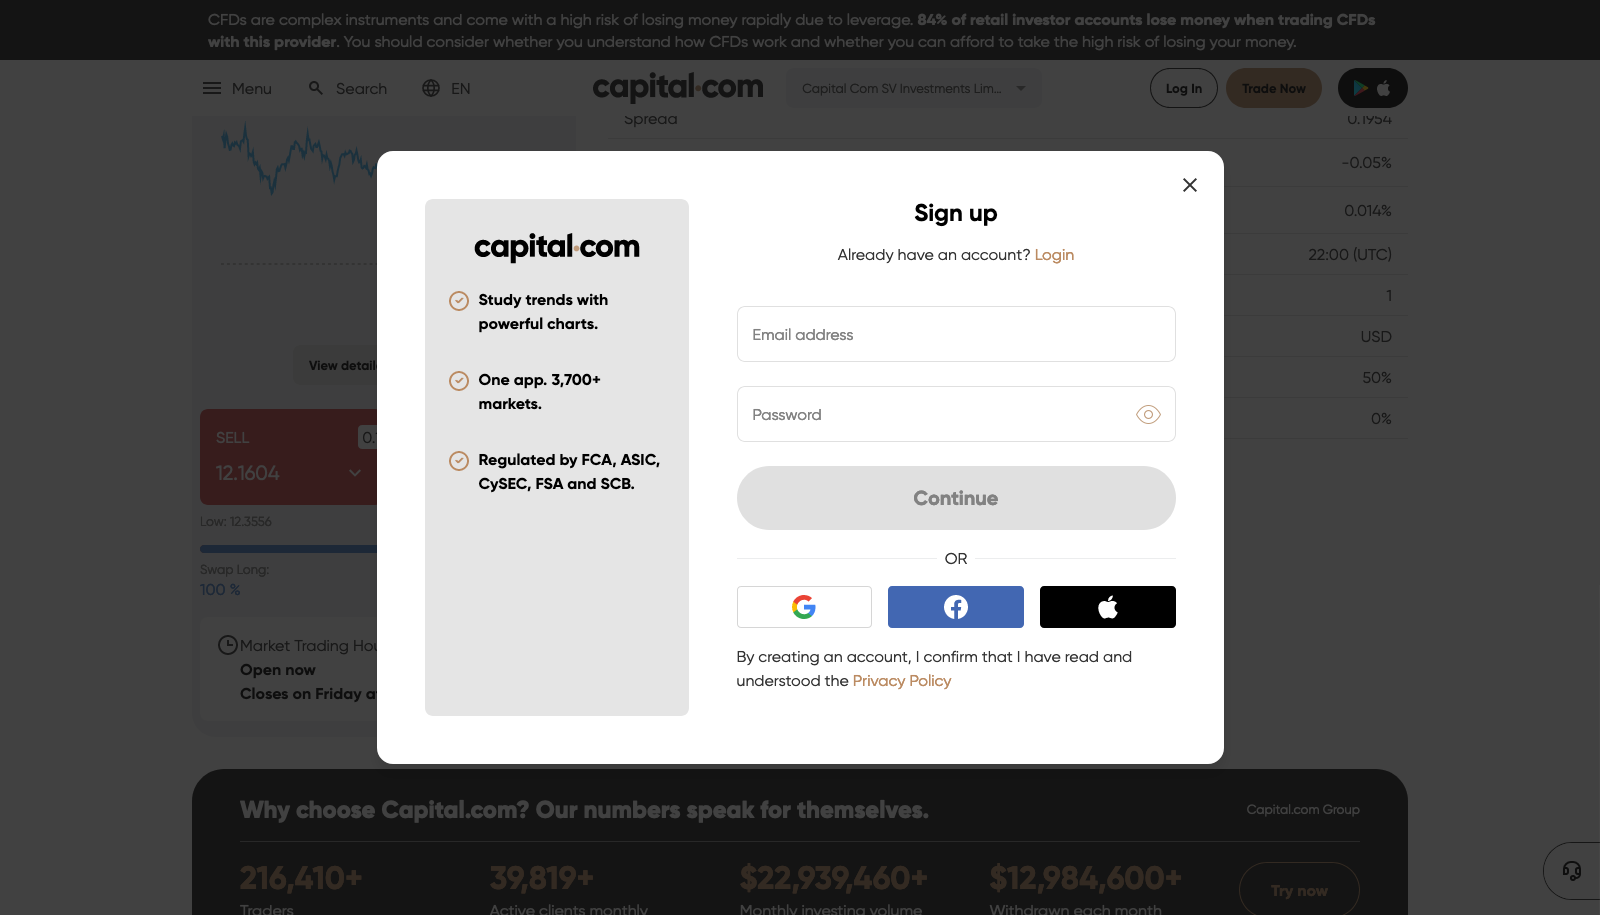 CFDs are complex instruments and come with a high risk of losing money rapidly due to leverage. 84% of retail investor accounts lose money when trading CFDs
with this provider. You should consider whether you understand how CFDs work and whether you can afford to take the high risk of losing your money.
Menu
Search
EN
capital.com
Capital Com SV Investments Lim...
Log In
Trade Now
Spread
0.1954
-0.05%
0.014%
22:00 (UTC)
1
USD
50%
0%
View detail
SELL
0.
12.1604
Low: 12.3556
Swap Long:
100 %
Market Trading Hou
Open now
Closes on Friday a
capital.com
Study trends with
powerful charts.
One app. 3,700+
markets.
Regulated by FCA, ASIC,
CySEC, FSA and SCB.
Sign up
Already have an account? Login
Email address
Password
Continue
OR
By creating an account, I confirm that I have read and
understood the Privacy Policy
Why choose Capital.com? Our numbers speak for themselves.
Capital.com Group
216,410+
39,819+
$22,939,460+
$12,984,600+
Try now
Traders
Active clients monthly
Monthly investing volume
Withdrawn each month